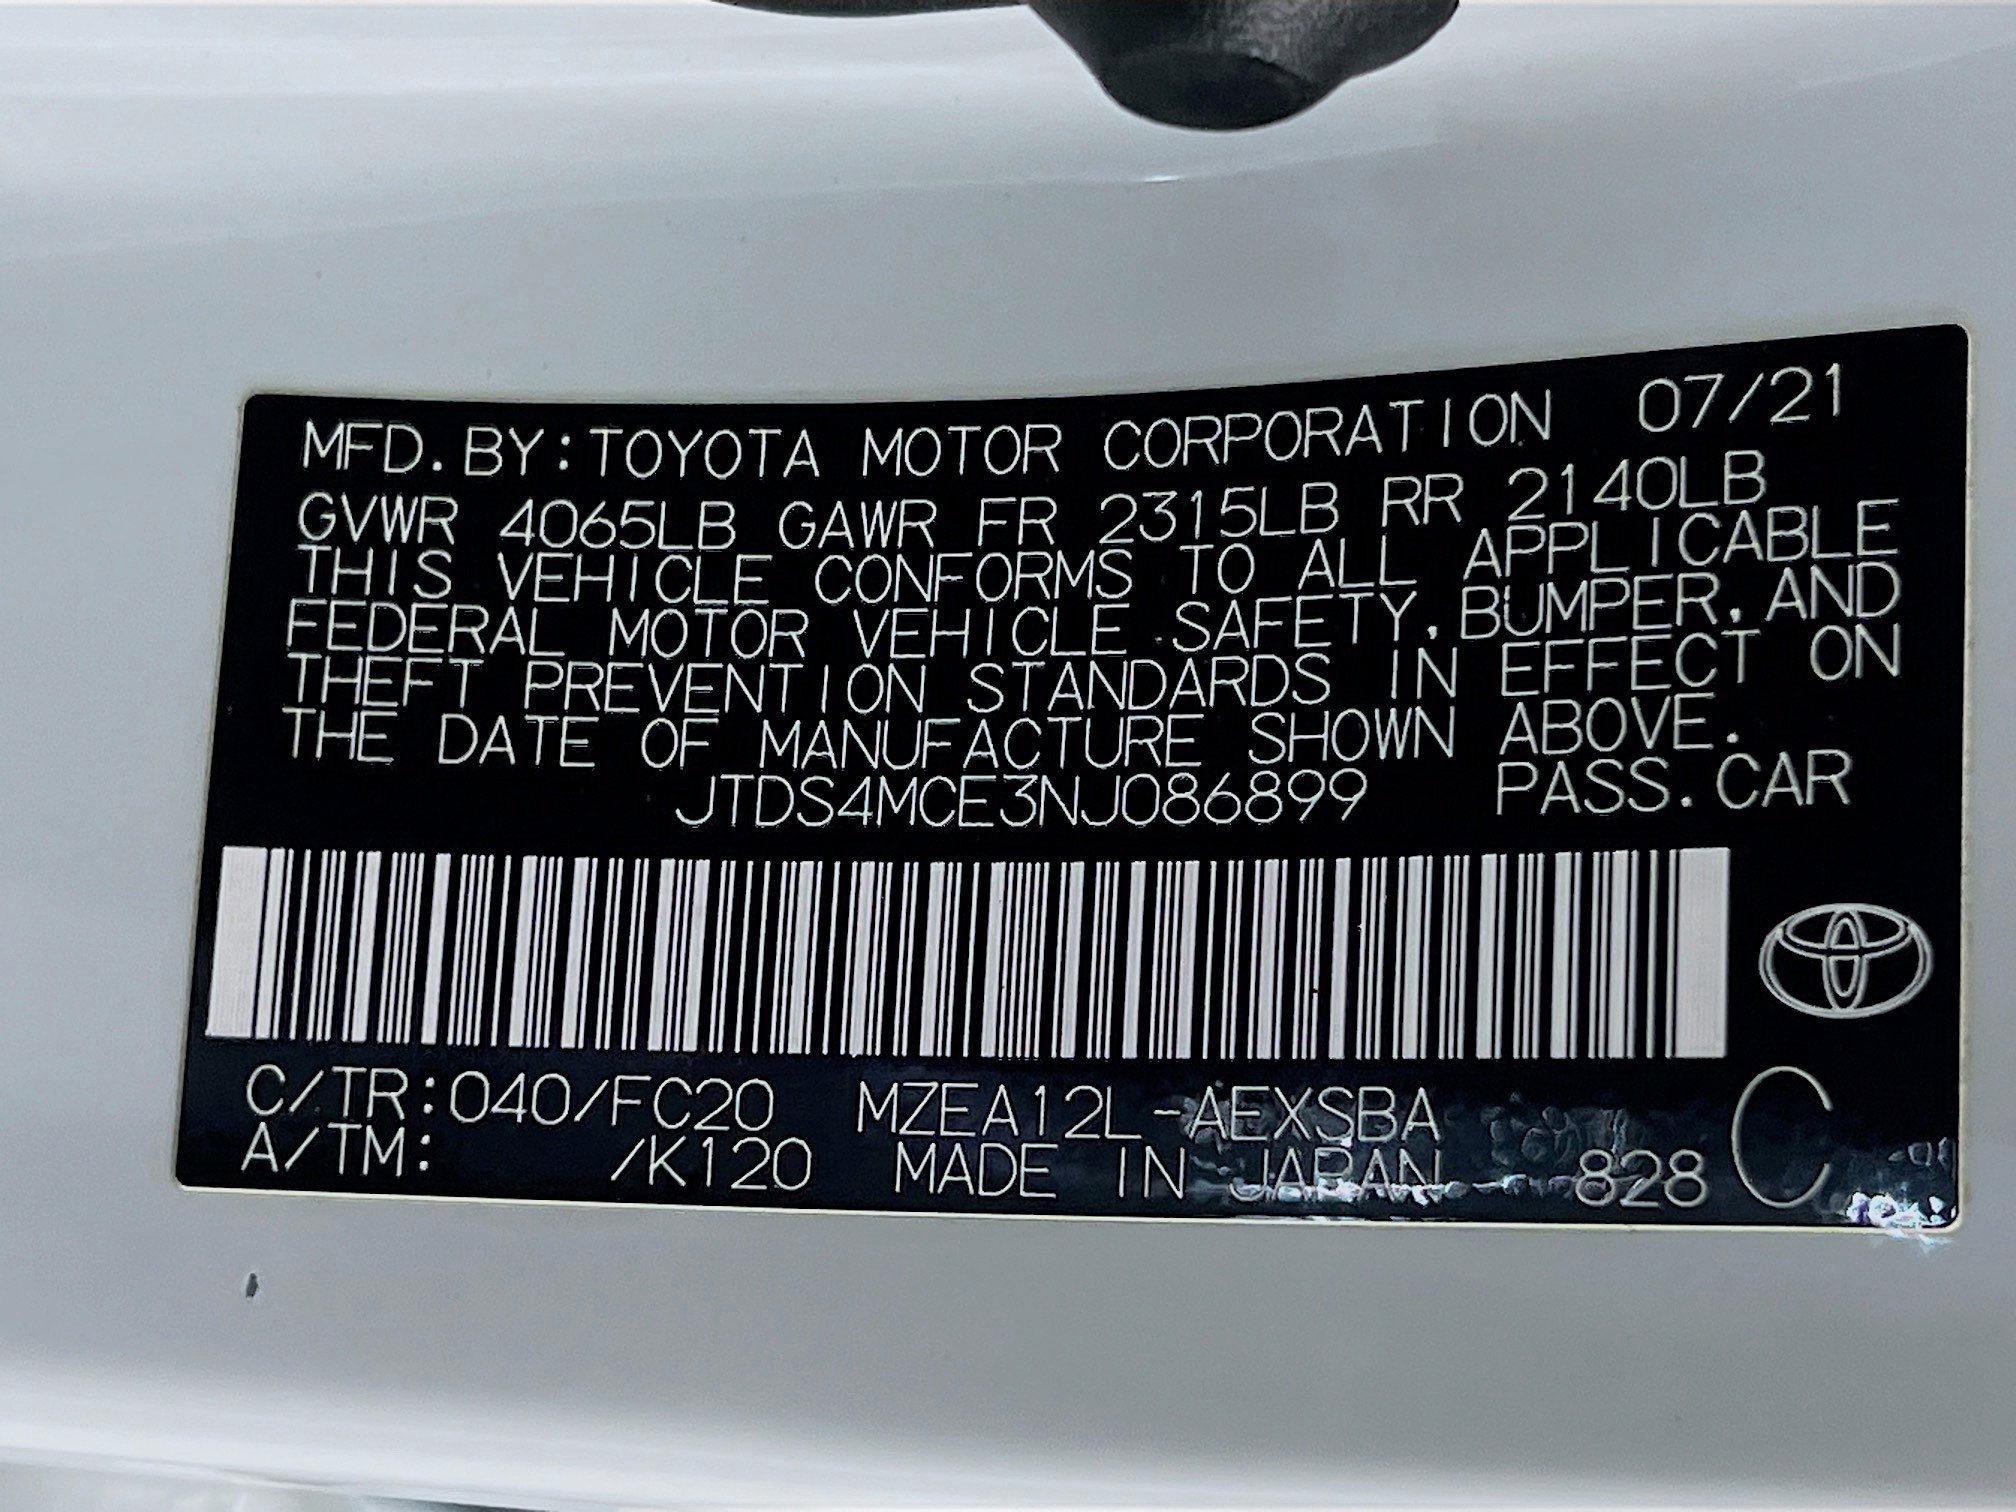 MFD. BY: TOYOTA MOTOR CORPORATION 07/21
GVWR 4065LB GAWR FR 2315LB RR 2140LB
THIS VEHICLE CONFORMS TO ALL APPLICABLE
FEDERAL MOTOR VEHICLE SAFETY, BUMPER, AND
THEFT PREVENTION STANDARDS IN EFFECT ON
THE DATE OF MANUFACTURE SHOWN ABOVE.
JTDS4MCE3NJ086899 PASS. CAR
C/TR: 040/FC20 MZEA12L-AEXSBA C
A/TM: /K120 MADE IN JAPAN 828